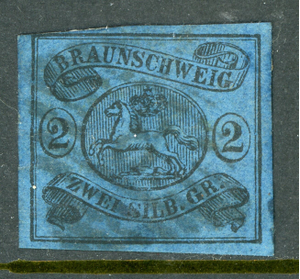 BRAUNSCHWEIG.
2 2
ZWEI SILB. GR.